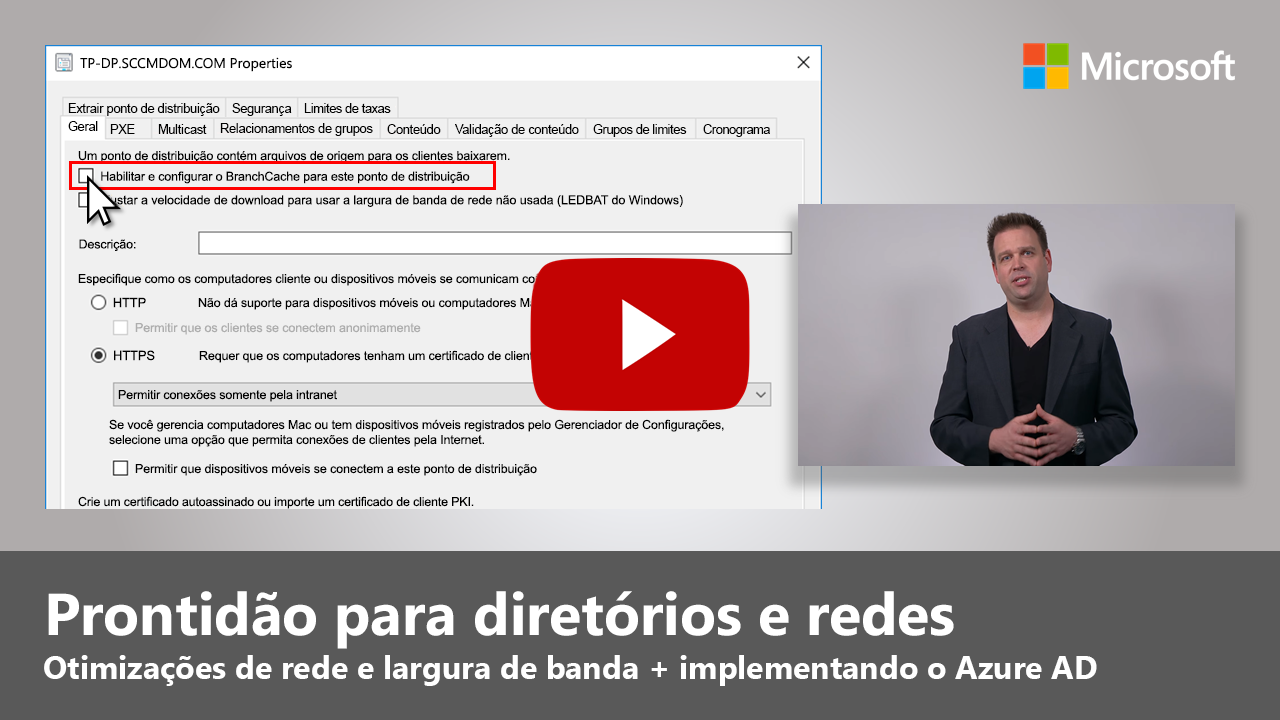 TP-DP.SCCMDOM.COM Properties
Microsoft
Extrair ponto de distribuição Segurança Limites de taxas
Geral PXE Multicast Relacionamentos de grupos Conteúdo Validação de conteúdo Grupos de limites Cronograma
Um ponto de distribuição contém arquivos de origem para os clientes baixarem.
Habilitar e configurar o BranchCache para este ponto de distribuição
a velocidade de download para usar a largura de banda de rede não usada (LEDBAT do Windows)
Descrição:
Especifique como os computadores cliente ou dispositivos móveis se comunicam
HTTP Não dá suporte para dispositivos móveis ou computadores
Permitir que os clientes se conectem anonimamente
HTTPS Requer que os computadores tenham um certificado de
Permitir conexões somente pela intranet
Se você gerencia computadores Mac ou tem dispositivos móveis registrados pelo Gerenciador de Configurações,
selecione uma opção que permita conexões de clientes pela Internet.
Permitir que dispositivos móveis se conectem a este ponto de distribuição
Crie um certificado autoassinado ou importe um certificado de cliente PKI.
Prontidão para diretórios e redes
Otimizações de rede e largura de banda + implementando o Azure AD